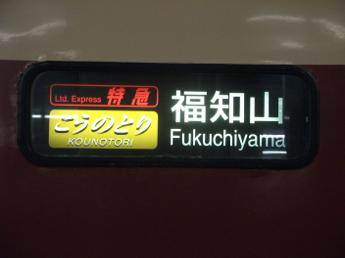 Ltd. Express 特急
こうのとり
KOUNOTORI
福知山
Fukuchiyama